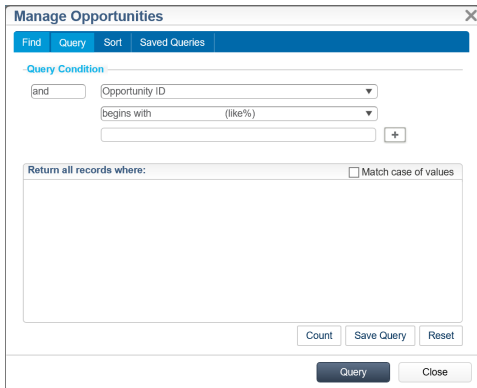 Manage Opportunities
Find Query Sort Saved Queries
Query Condition
and Opportunity ID
begins with (like%)
+
Return all records where: Match case of values
Count Save Query Reset
Query Close